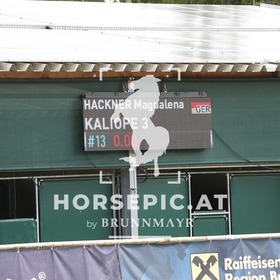 HACKNER Magdalena
GER
KALIOPE 3
#13 0.00
HORSEPIC.AT
by BRUNNMAYR
Raiffeisen
Region